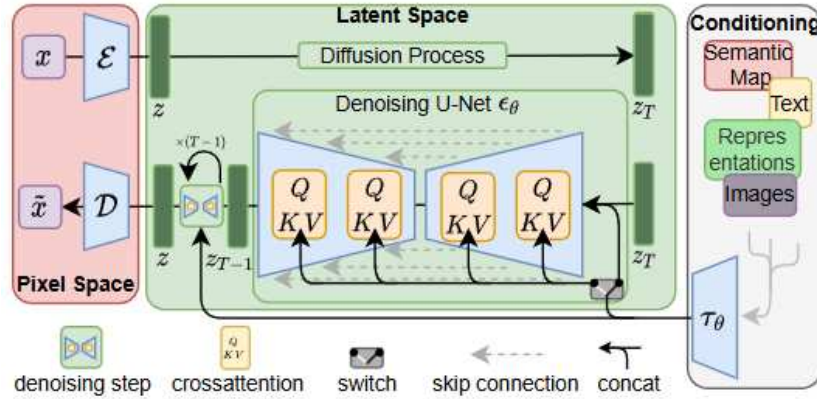 Latent Space
Conditioning
x
ℰ
Diffusion Process
Semantic
Map
z
Denoising U-Net ϵθ
zT
Text
×(T−1)
Q
KV
Q
KV
Q
KV
Q
KV
Repres
entations
Images
x̃
D
z
zT−1
zT
Pixel Space
τθ
Q
KV
denoising step
crossattention
switch
skip connection
concat